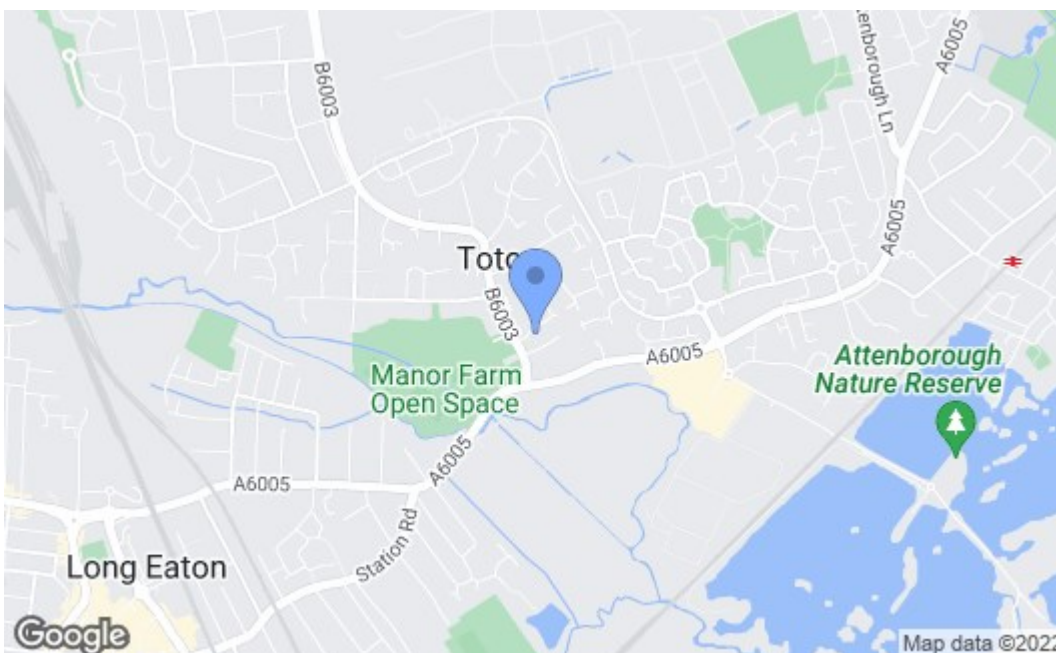 B6003
A6005
kenborough Ln
A6005
Toto
B6003
A6005
Attenborough
Nature Reserve
Manor Farm
Open Space
A6005
A6005
Station Rd
Long Eaton
Google
Map data ©2022